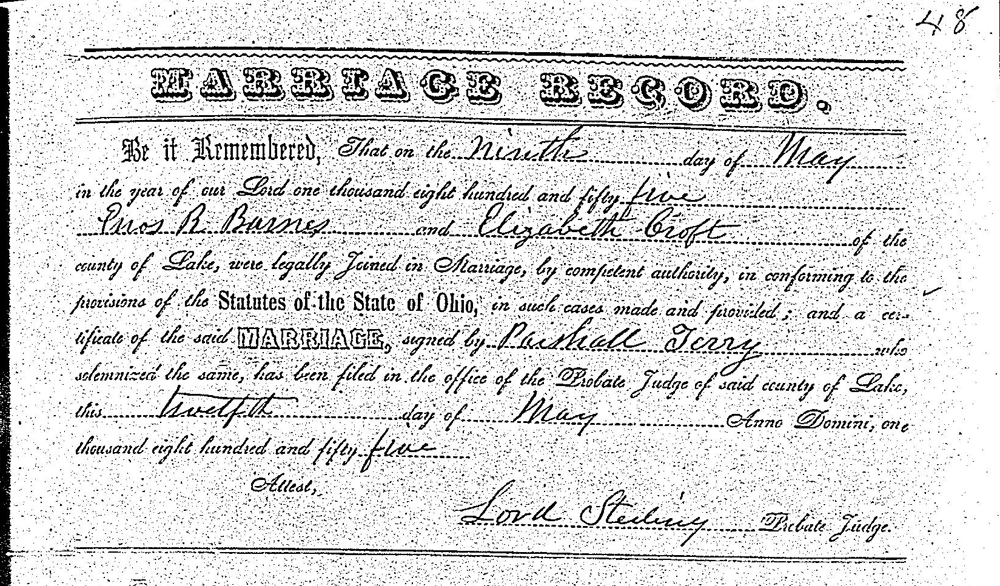 48
MARRIAGE RECORD.
Be it Remembered, That on the ninth day of May
in the year of our Lord one thousand eight hundred and fifty five
Enos R Barnes and Elizabeth Croft of the
county of Lake, were legally Joined in Marriage, by competent authority, in conforming to the
provisions of the Statutes of the State of Ohio, in such cases made and provided; and a cer-
tificate of the said MARRIAGE, signed by Parshall Terry who
solemnized the same, has been filed in the office of the Probate Judge of said county of Lake,
this twelfth day of May Anno Domini, one
thousand eight hundred and fifty five
Attest,
Lord Sterling Probate Judge.